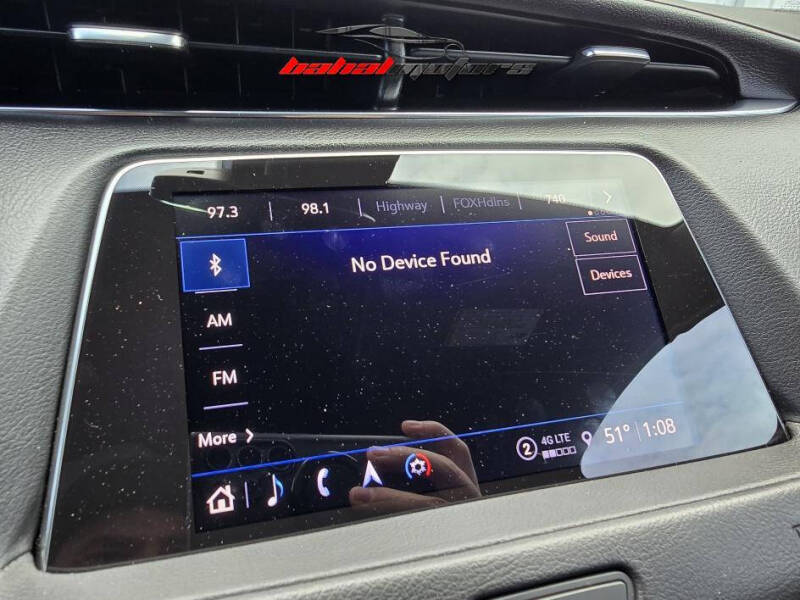 bahat motors
97.3 98.1 Highway FOXHdlns 740
No Device Found
Sound
Devices
AM
FM
More
2 4G LTE 51° 1:08